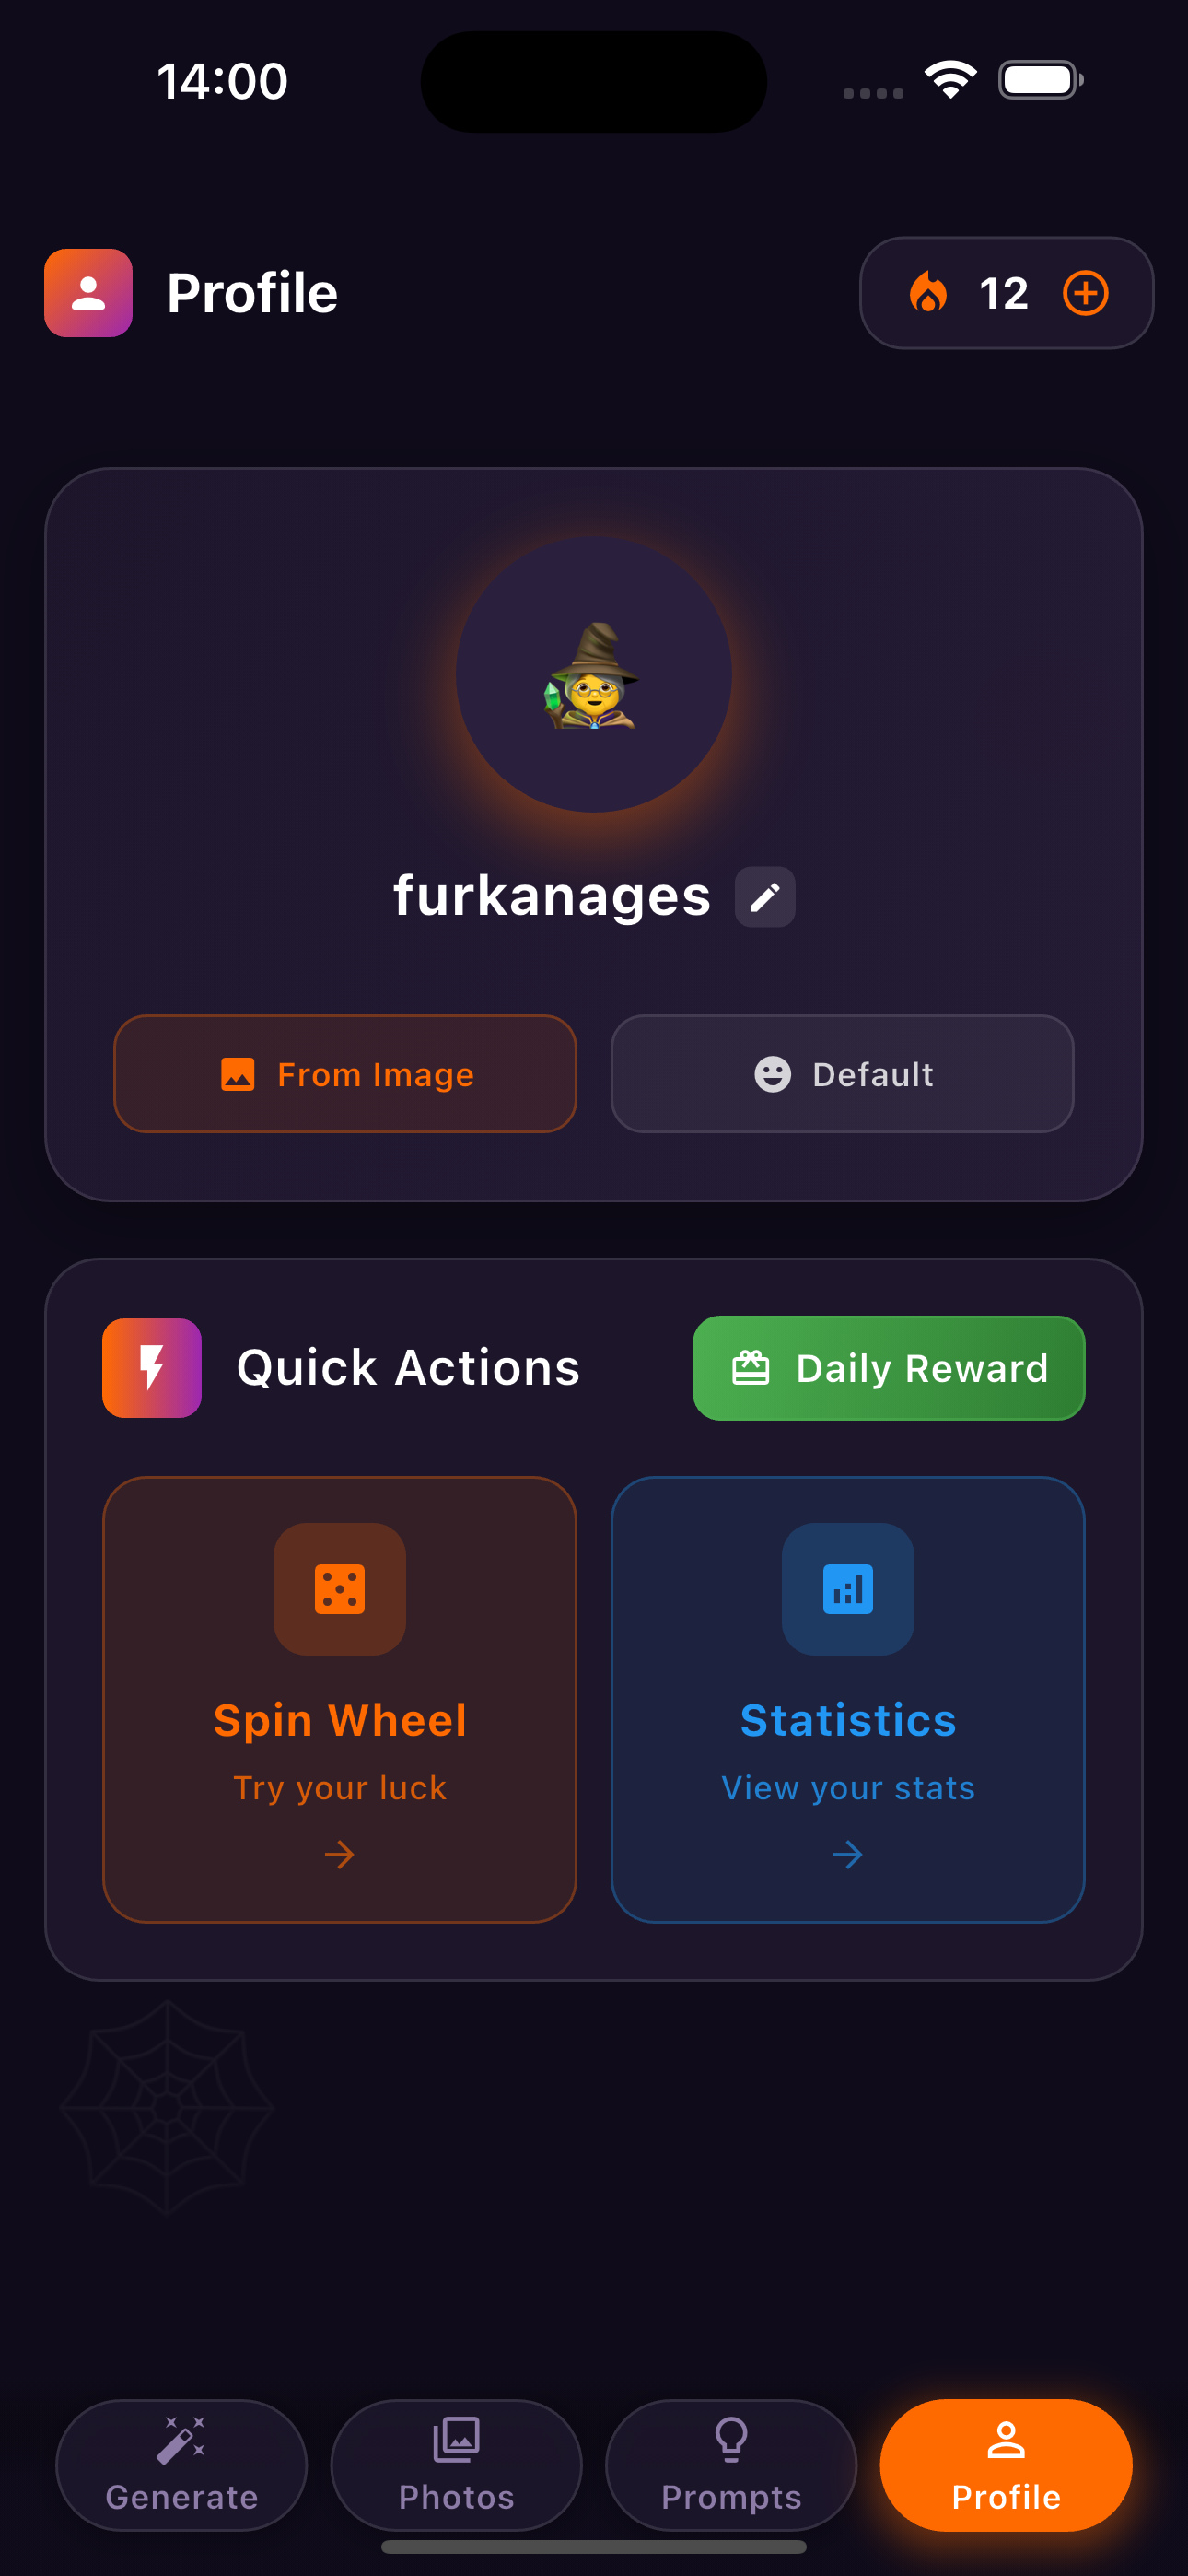 14:00
Profile
12
furkanages
From Image
Default
Quick Actions
Daily Reward
Spin Wheel
Try your luck
Statistics
View your stats
Generate
Photos
Prompts
Profile